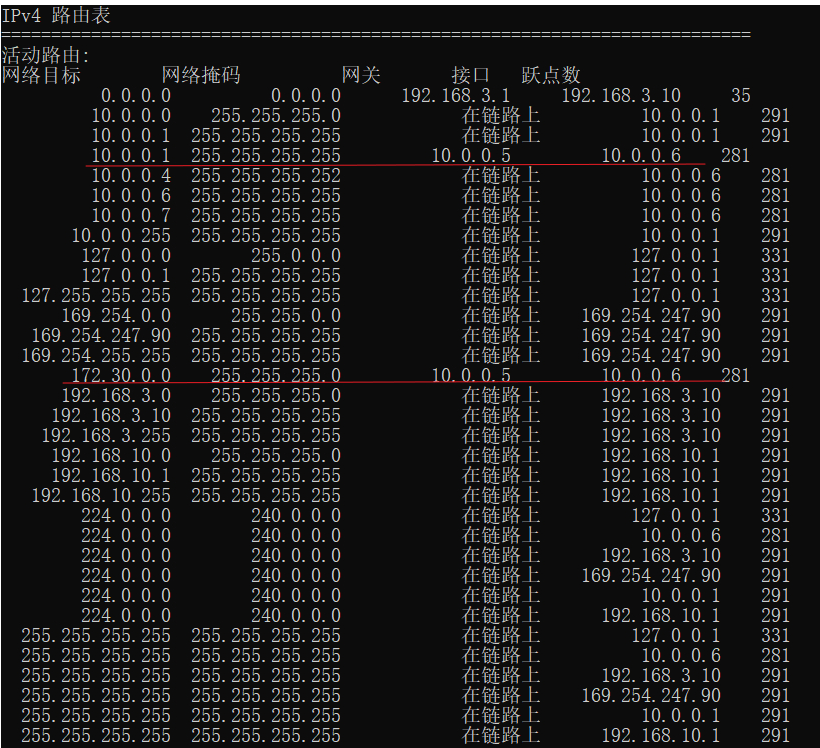 IPv4 路由表
===========================================================================
活动路由:
网络目标 网络掩码 网关 接口 跃点数
0.0.0.0 0.0.0.0 192.168.3.1 192.168.3.10 35
10.0.0.0 255.255.255.0 在链路上 10.0.0.1 291
10.0.0.1 255.255.255.255 在链路上 10.0.0.1 291
10.0.0.1 255.255.255.255 10.0.0.5 10.0.0.6 281
10.0.0.4 255.255.255.252 在链路上 10.0.0.6 281
10.0.0.6 255.255.255.255 在链路上 10.0.0.6 281
10.0.0.7 255.255.255.255 在链路上 10.0.0.6 281
10.0.0.255 255.255.255.255 在链路上 10.0.0.1 291
127.0.0.0 255.0.0.0 在链路上 127.0.0.1 331
127.0.0.1 255.255.255.255 在链路上 127.0.0.1 331
127.255.255.255 255.255.255.255 在链路上 127.0.0.1 331
169.254.0.0 255.255.0.0 在链路上 169.254.247.90 291
169.254.247.90 255.255.255.255 在链路上 169.254.247.90 291
169.254.255.255 255.255.255.255 在链路上 169.254.247.90 291
172.30.0.0 255.255.255.0 10.0.0.5 10.0.0.6 281
192.168.3.0 255.255.255.0 在链路上 192.168.3.10 291
192.168.3.10 255.255.255.255 在链路上 192.168.3.10 291
192.168.3.255 255.255.255.255 在链路上 192.168.3.10 291
192.168.10.0 255.255.255.0 在链路上 192.168.10.1 291
192.168.10.1 255.255.255.255 在链路上 192.168.10.1 291
192.168.10.255 255.255.255.255 在链路上 192.168.10.1 291
224.0.0.0 240.0.0.0 在链路上 127.0.0.1 331
224.0.0.0 240.0.0.0 在链路上 10.0.0.6 281
224.0.0.0 240.0.0.0 在链路上 192.168.3.10 291
224.0.0.0 240.0.0.0 在链路上 169.254.247.90 291
224.0.0.0 240.0.0.0 在链路上 10.0.0.1 291
224.0.0.0 240.0.0.0 在链路上 192.168.10.1 291
255.255.255.255 255.255.255.255 在链路上 127.0.0.1 331
255.255.255.255 255.255.255.255 在链路上 10.0.0.6 281
255.255.255.255 255.255.255.255 在链路上 192.168.3.10 291
255.255.255.255 255.255.255.255 在链路上 169.254.247.90 291
255.255.255.255 255.255.255.255 在链路上 10.0.0.1 291
255.255.255.255 255.255.255.255 在链路上 192.168.10.1 291